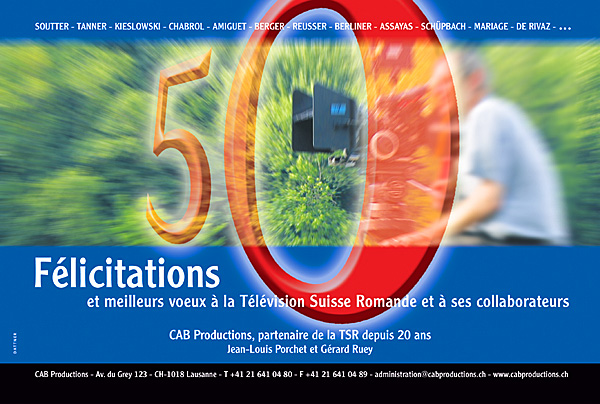 SOUTTER - TANNER - KIESLOWSKI - CHABROL - AMIGUET - BERGER - REUSSER - BERLINER - ASSAYAS - SCHÜPBACH - MARIAGE - DE RIVAZ - ...
50
Félicitations
et meilleurs voeux à la Télévision Suisse Romande et à ses collaborateurs
CAB Productions, partenaire de la TSR depuis 20 ans
Jean-Louis Porchet et Gérard Ruey
CAB Productions - Av. du Grey 123 - CH-1018 Lausanne - T +41 21 641 04 80 - F +41 21 641 04 89 - administration@cabproductions.ch - www.cabproductions.ch